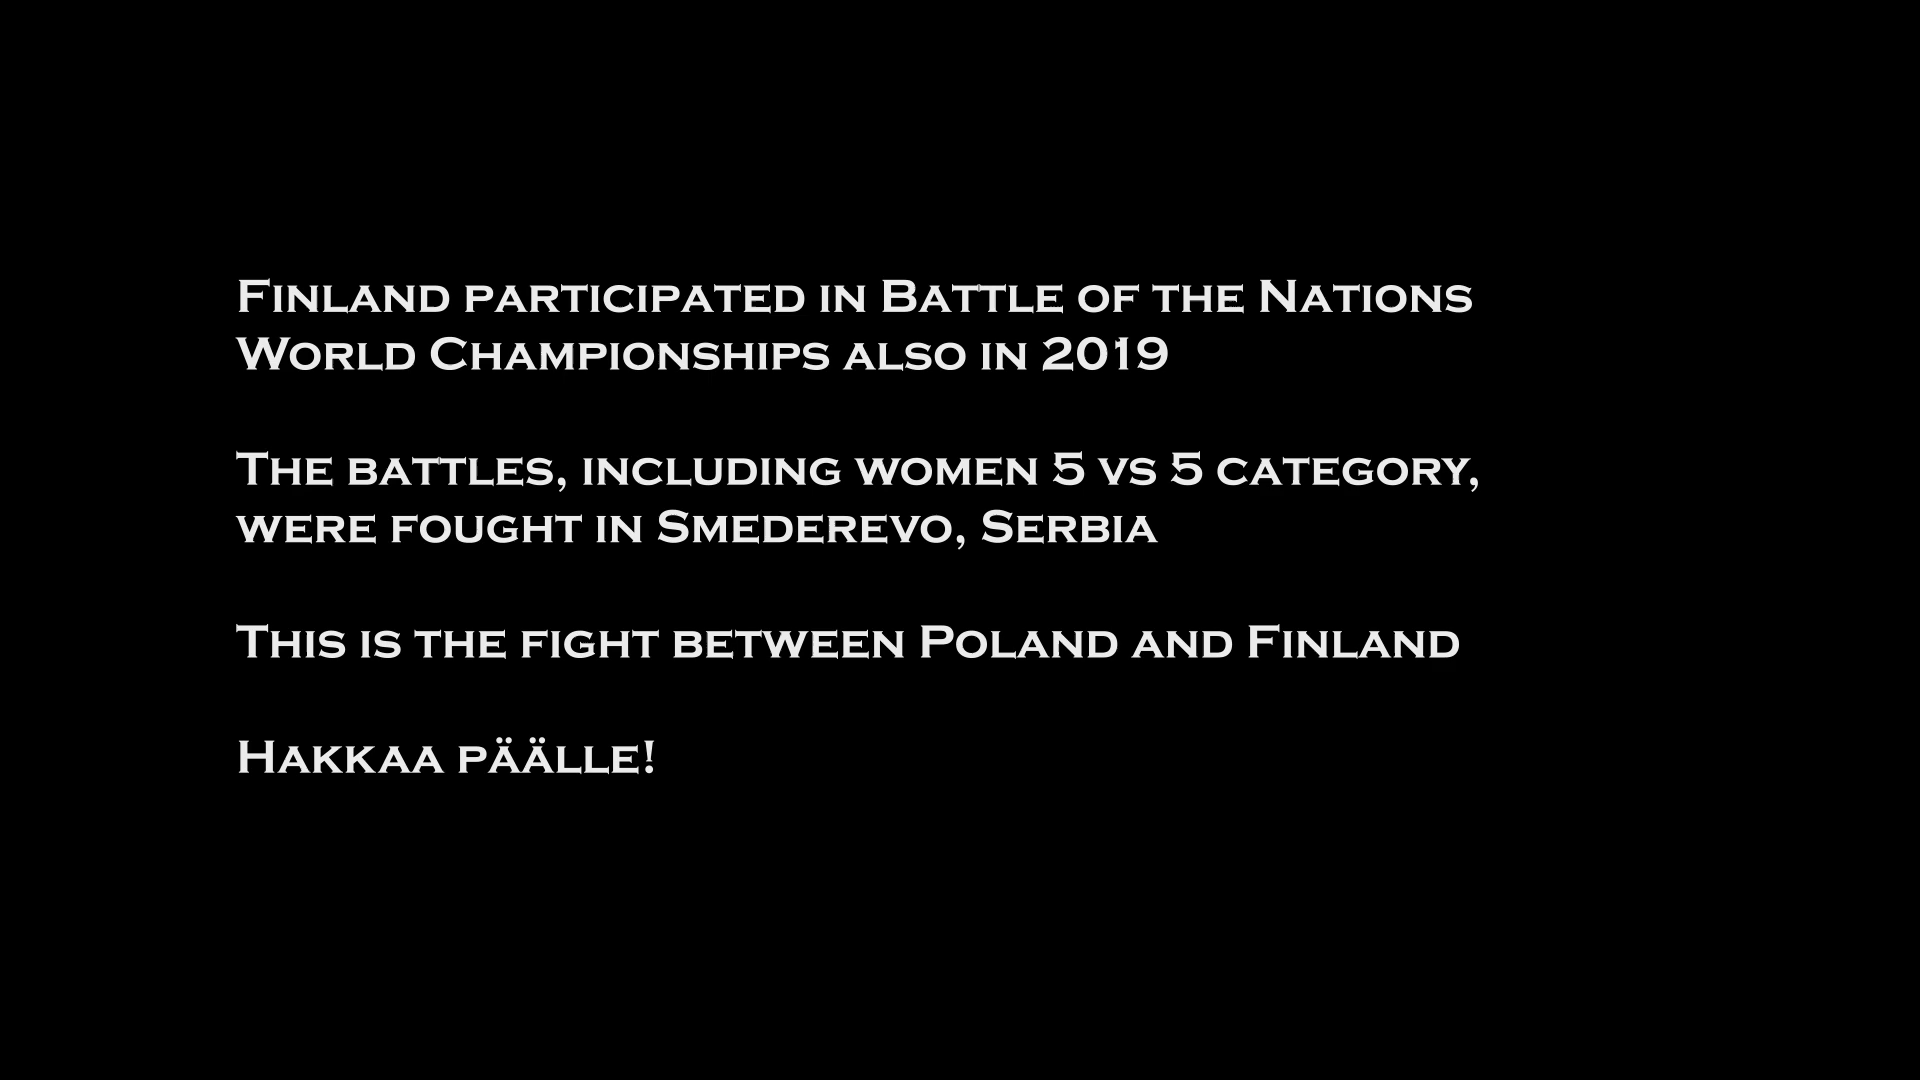 Finland participated in Battle of the Nations
World Championships also in 2019
The battles, including women 5 vs 5 category,
were fought in Smederevo, Serbia
This is the fight between Poland and Finland
Hakkaa päälle!